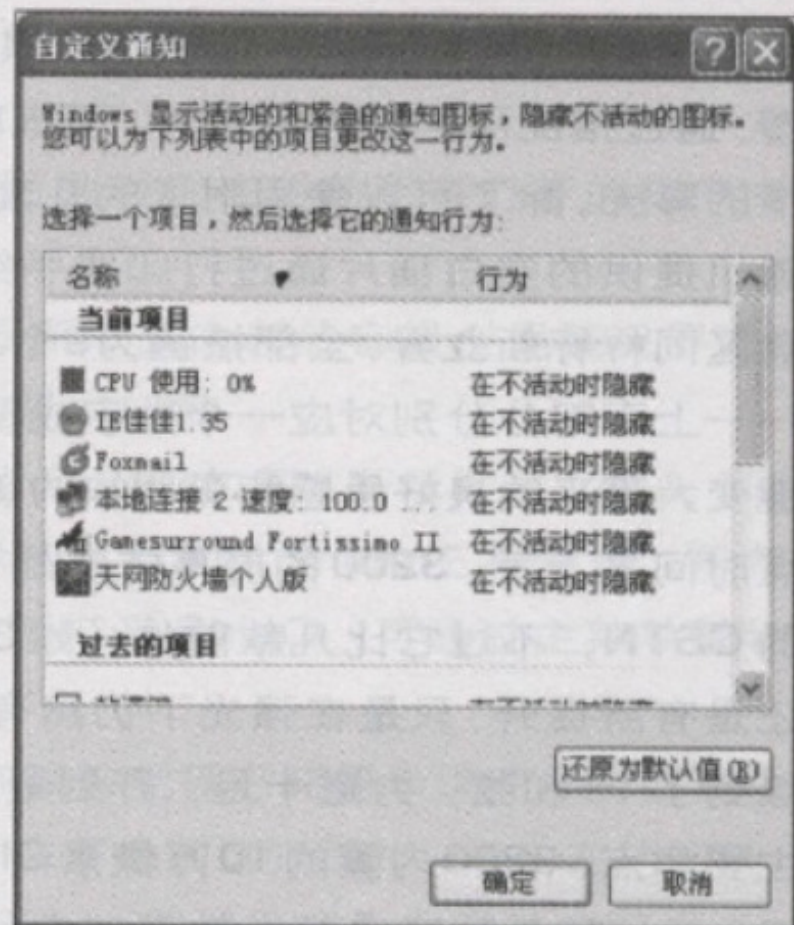 自定义通知
Windows 显示活动的和紧急的通知图标，隐藏不活动的图标。
您可以为下列表中的项目更改这一行为。
选择一个项目，然后选择它的通知行为:
名称 行为
当前项目
CPU 使用: 0% 在不活动时隐藏
IE佳佳1.35 在不活动时隐藏
Foxmail 在不活动时隐藏
本地连接 2 速度: 100.0 ... 在不活动时隐藏
Gamesurround Fortissimo II 在不活动时隐藏
天网防火墙个人版 在不活动时隐藏
过去的项目
还原为默认值(R)
确定 取消